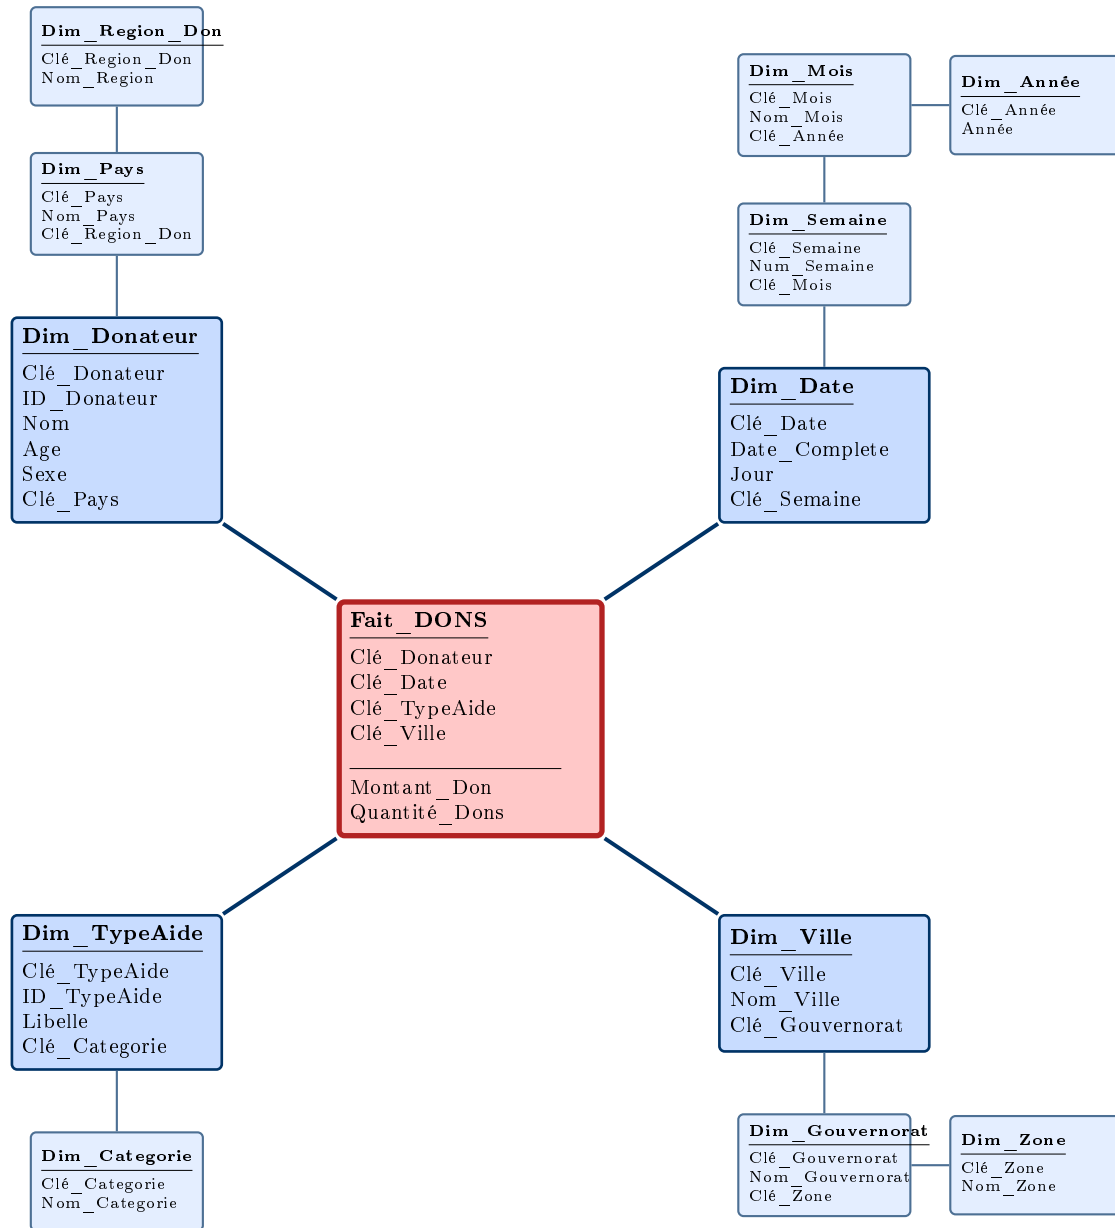 Dim_Region_Don
Clé_Region_Don
Nom_Region
Dim_Mois
Clé_Mois
Nom_Mois
Clé_Année
Dim_Année
Clé_Année
Année
Dim_Pays
Clé_Pays
Nom_Pays
Clé_Region_Don
Dim_Semaine
Clé_Semaine
Num_Semaine
Clé_Mois
Dim_Donateur
Clé_Donateur
ID_Donateur
Nom
Age
Sexe
Clé_Pays
Dim_Date
Clé_Date
Date_Complete
Jour
Clé_Semaine
Fait_DONS
Clé_Donateur
Clé_Date
Clé_TypeAide
Clé_Ville
Montant_Don
Quantité_Dons
Dim_TypeAide
Clé_TypeAide
ID_TypeAide
Libelle
Clé_Categorie
Dim_Ville
Clé_Ville
Nom_Ville
Clé_Gouvernorat
Dim_Categorie
Clé_Categorie
Nom_Categorie
Dim_Gouvernorat
Clé_Gouvernorat
Nom_Gouvernorat
Clé_Zone
Dim_Zone
Clé_Zone
Nom_Zone